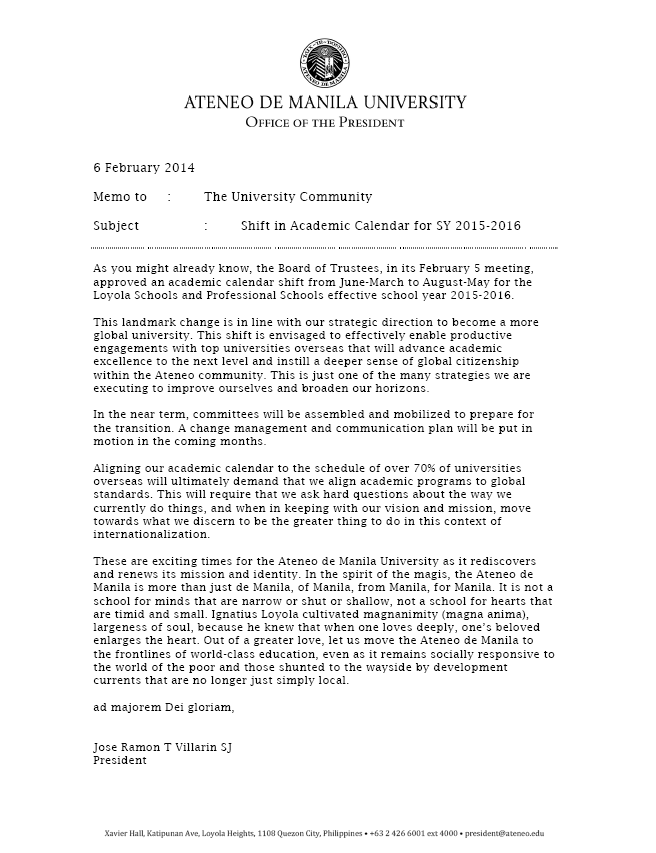 ATENEO DE MANILA UNIVERSITY
OFFICE OF THE PRESIDENT
6 February 2014
Memo to : The University Community
Subject : Shift in Academic Calendar for SY 2015-2016
As you might already know, the Board of Trustees, in its February 5 meeting,
approved an academic calendar shift from June-March to August-May for the
Loyola Schools and Professional Schools effective school year 2015-2016.
This landmark change is in line with our strategic direction to become a more
global university. This shift is envisaged to effectively enable productive
engagements with top universities overseas that will advance academic
excellence to the next level and instill a deeper sense of global citizenship
within the Ateneo community. This is just one of the many strategies we are
executing to improve ourselves and broaden our horizons.
In the near term, committees will be assembled and mobilized to prepare for
the transition. A change management and communication plan will be put in
motion in the coming months.
Aligning our academic calendar to the schedule of over 70% of universities
overseas will ultimately demand that we align academic programs to global
standards. This will require that we ask hard questions about the way we
currently do things, and when in keeping with our vision and mission, move
towards what we discern to be the greater thing to do in this context of
internationalization.
These are exciting times for the Ateneo de Manila University as it rediscovers
and renews its mission and identity. In the spirit of the magis, the Ateneo de
Manila is more than just de Manila, of Manila, from Manila, for Manila. It is not a
school for minds that are narrow or shut or shallow, not a school for hearts that
are timid and small. Ignatius Loyola cultivated magnanimity (magna anima),
largeness of soul, because he knew that when one loves deeply, one's beloved
enlarges the heart. Out of a greater love, let us move the Ateneo de Manila to
the frontlines of world-class education, even as it remains socially responsive to
the world of the poor and those shunted to the wayside by development
currents that are no longer just simply local.
ad majorem Dei gloriam,
Jose Ramon T Villarin SJ
President
Xavier Hall, Katipunan Ave, Loyola Heights, 1108 Quezon City, Philippines • +63 2 426 6001 ext 4000 • president@ateneo.edu